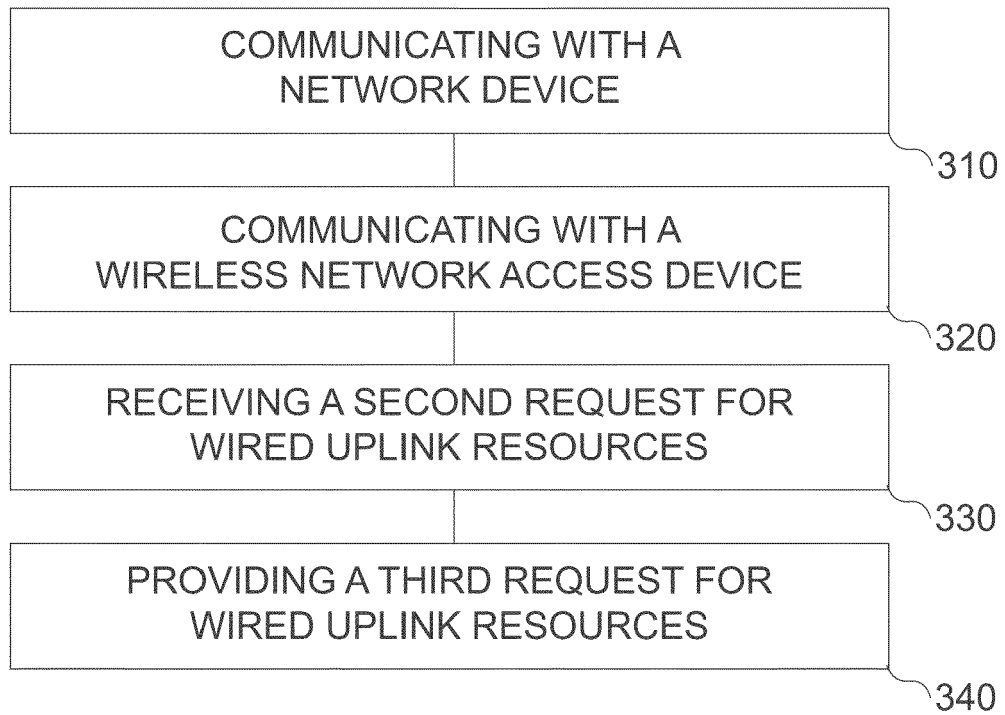 COMMUNICATING WITH A
NETWORK DEVICE
310
COMMUNICATING WITH A
WIRELESS NETWORK ACCESS DEVICE
320
RECEIVING A SECOND REQUEST FOR
WIRED UPLINK RESOURCES
330
PROVIDING A THIRD REQUEST FOR
WIRED UPLINK RESOURCES
340